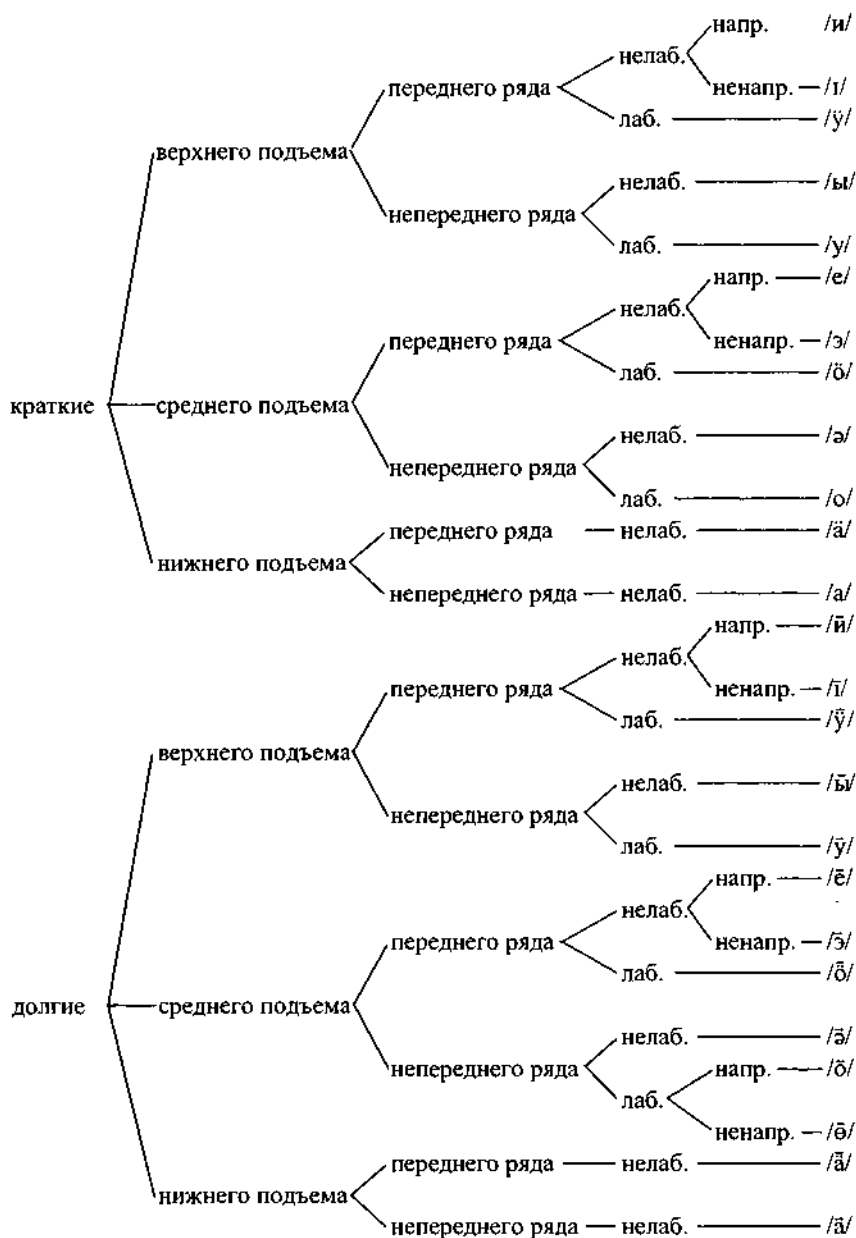 напр. /и/
нелаб.
переднего ряда ненапр. /ɪ/
лаб. /ӱ/
верхнего подъема
нелаб. /ы/
непереднего ряда
лаб. /у/
напр. /е/
нелаб.
переднего ряда ненапр. /э/
лаб. /ӧ/
краткие среднего подъема
нелаб. /ә/
непереднего ряда
лаб. /о/
переднего ряда нелаб. /ӓ/
нижнего подъема
непереднего ряда нелаб. /а/
напр. /ӣ/
нелаб.
переднего ряда ненапр. /ɪ̄/
лаб. /ӱ̄/
верхнего подъема
нелаб. /ы̄/
непереднего ряда
лаб. /ӯ/
напр. /е̄/
нелаб.
переднего ряда ненапр. /э̄/
лаб. /ӧ̄/
долгие среднего подъема
нелаб. /ә̄/
непереднего ряда напр. /о̄/
лаб.
ненапр. /ө̄/
переднего ряда нелаб. /ӓ̄/
нижнего подъема
непереднего ряда нелаб. /а̄/